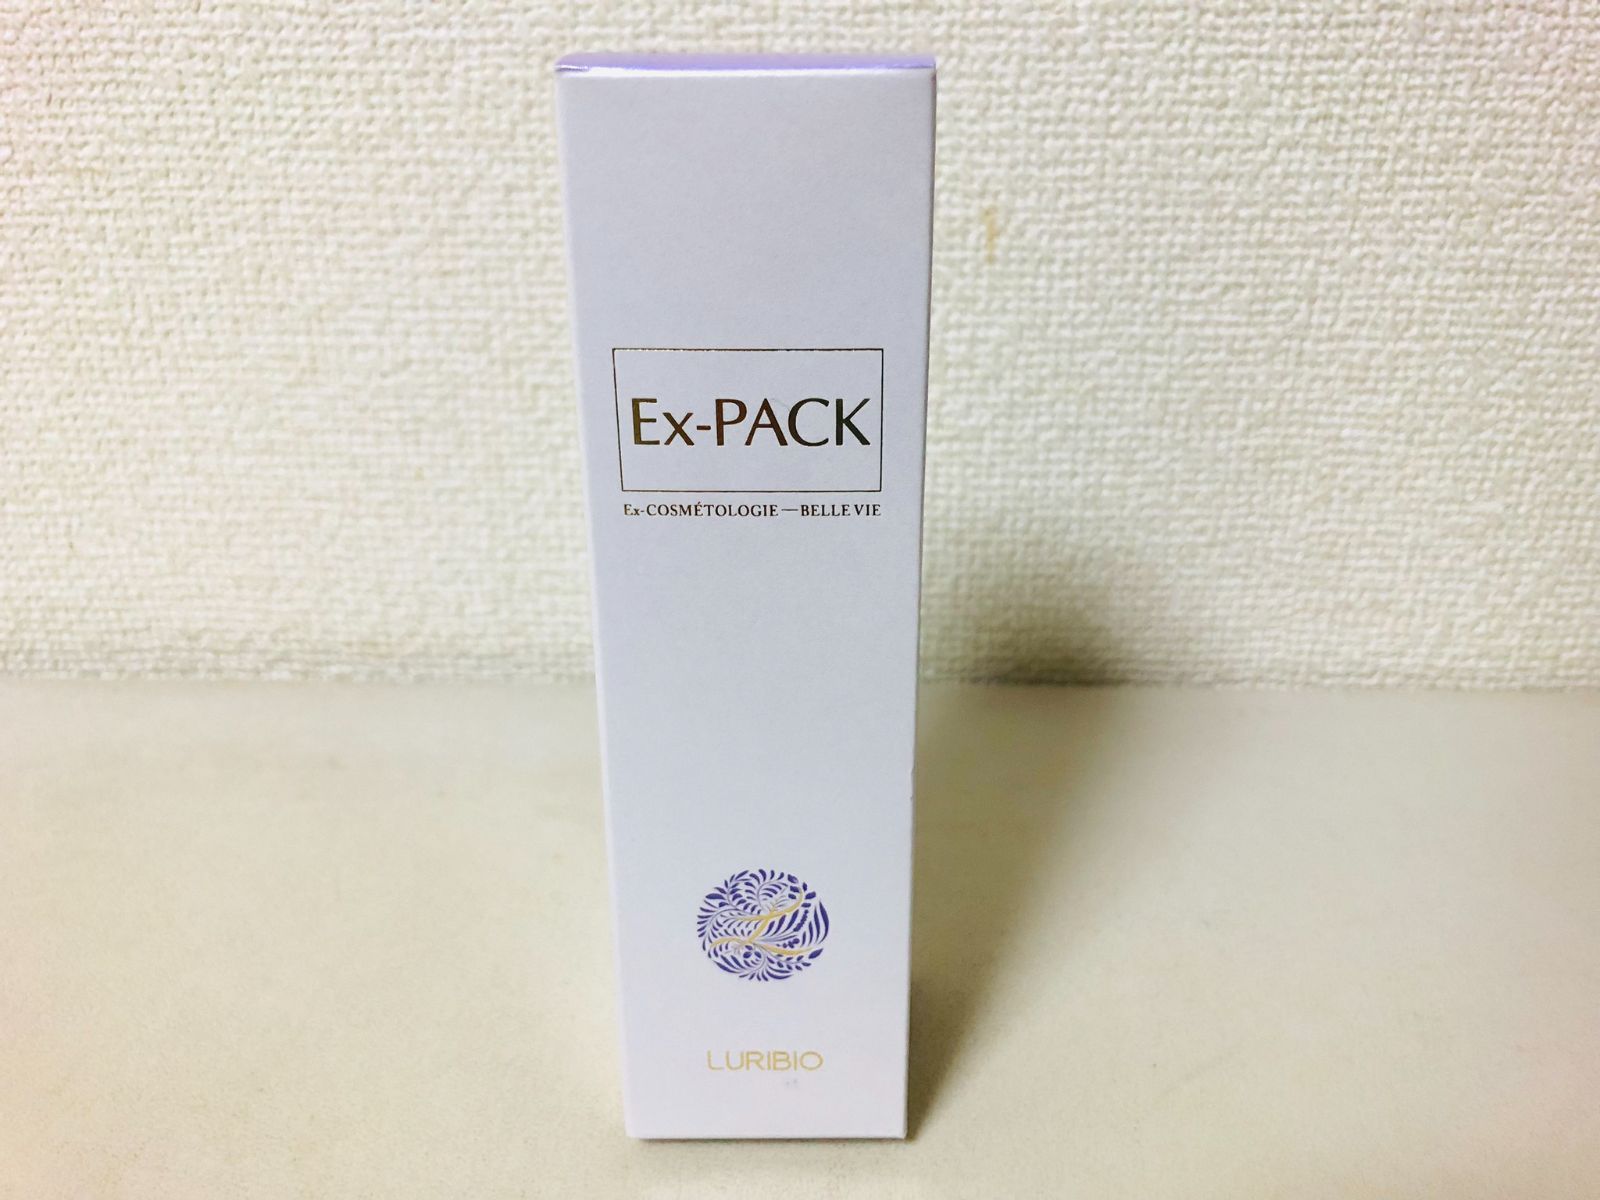 Ex-PACK
Ex-COSMÉTOLOGIE—BELLE VIE
L
LURIBIO